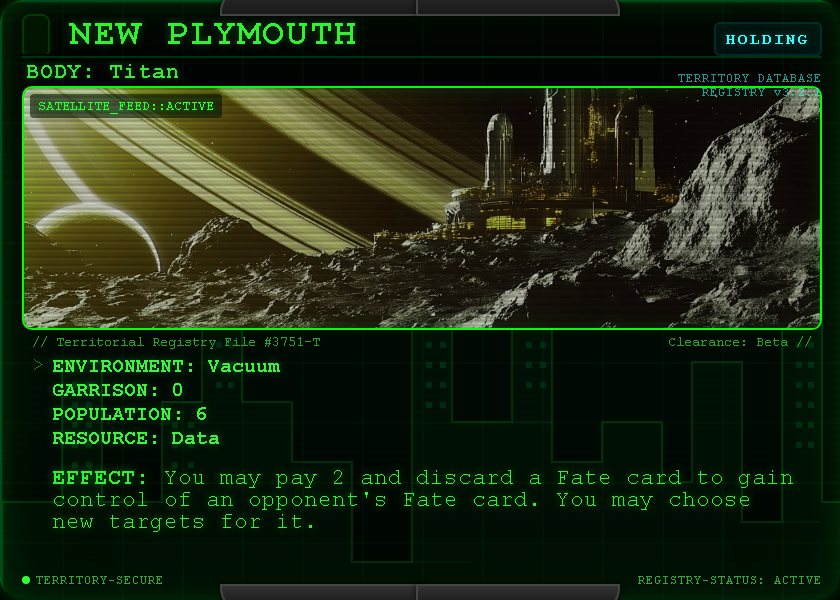 NEW PLYMOUTH
HOLDING
BODY: Titan
TERRITORY DATABASE
REGISTRY
SATELLITE_FEED::ACTIVE
// Territorial Registry File #3751-T
Clearance: Beta //
> ENVIRONMENT: Vacuum
GARRISON: 0
POPULATION: 6
RESOURCE: Data
EFFECT: You may pay 2 and discard a Fate card to gain
control of an opponent's Fate card. You may choose
new targets for it.
TERRITORY-SECURE
REGISTRY-STATUS: ACTIVE